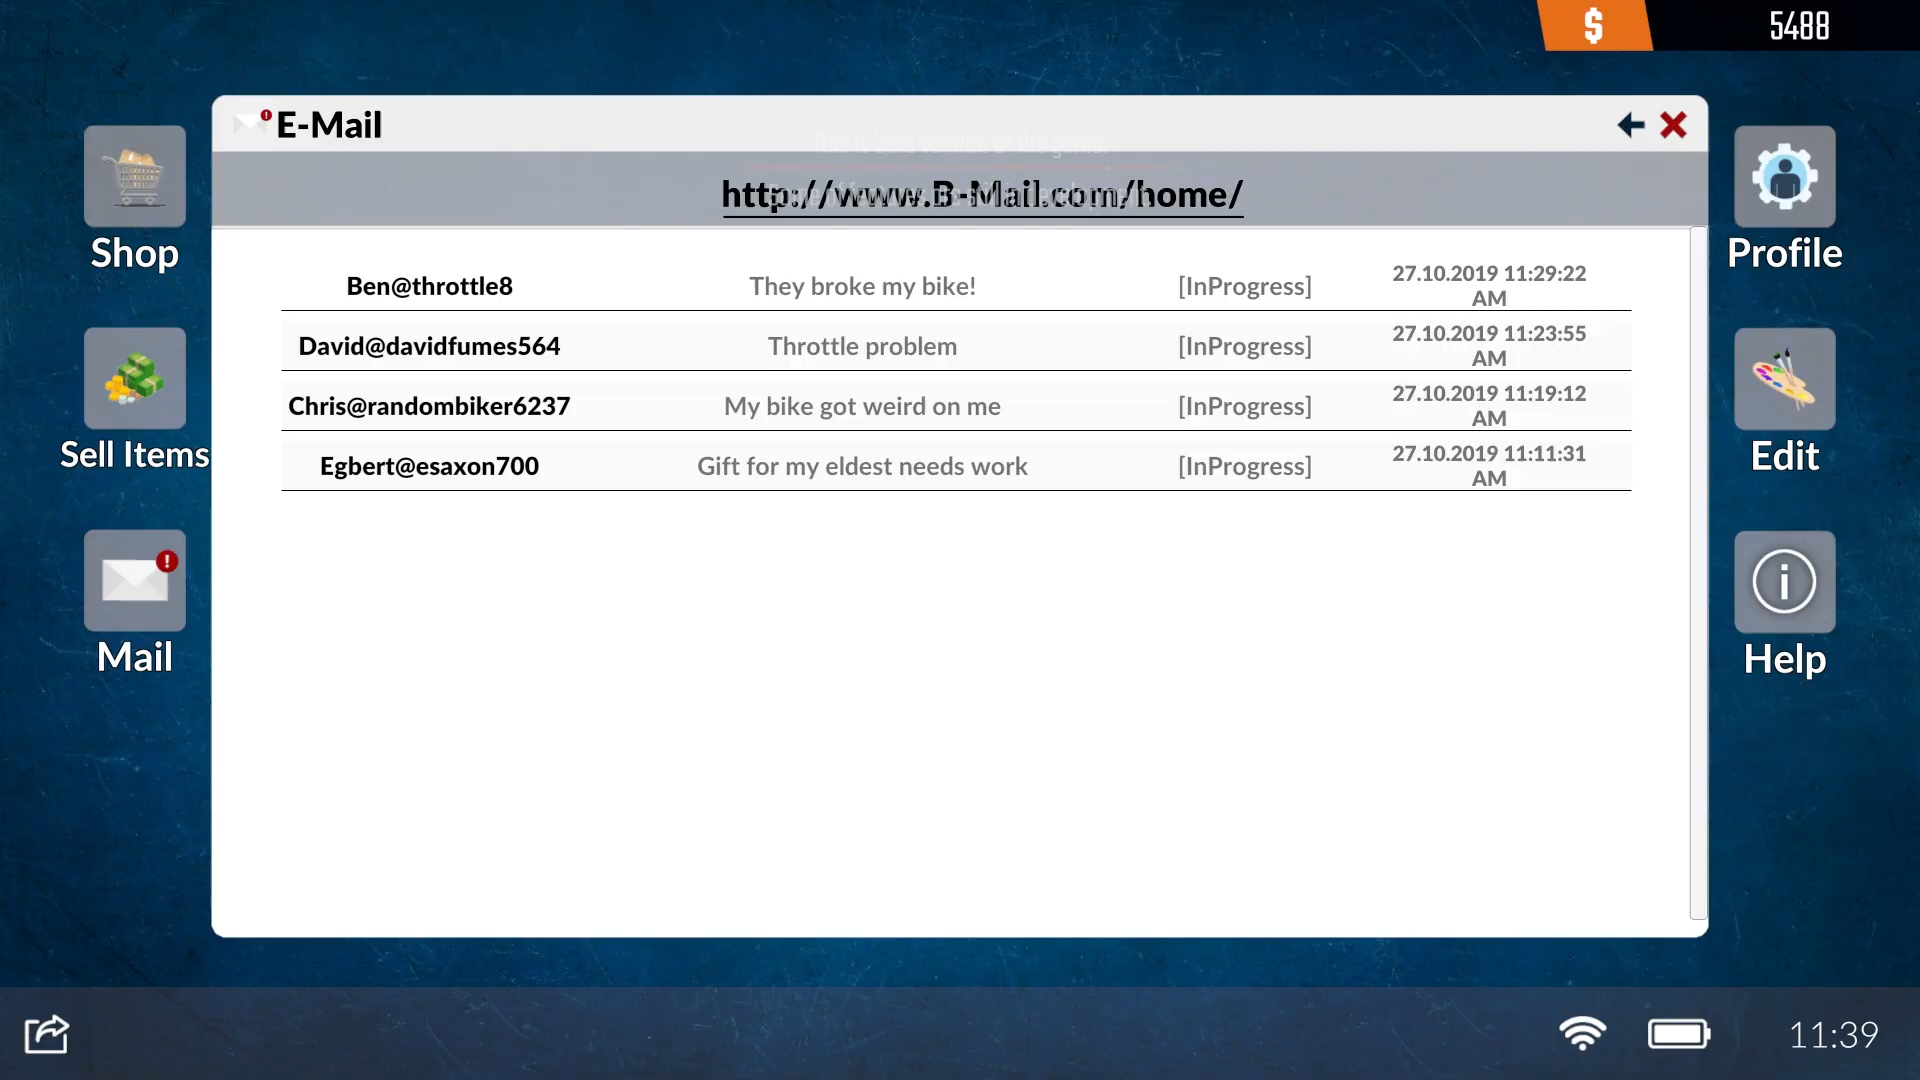 $ 5488
E-Mail
http://www.B-Mail.com/home/
Shop
Sell Items
Mail
Ben@throttle8 They broke my bike! [InProgress] 27.10.2019 11:29:22 AM
David@davidfumes564 Throttle problem [InProgress] 27.10.2019 11:23:55 AM
Chris@randombiker6237 My bike got weird on me [InProgress] 27.10.2019 11:19:12 AM
Egbert@esaxon700 Gift for my eldest needs work [InProgress] 27.10.2019 11:11:31 AM
Profile
Edit
Help
11:39